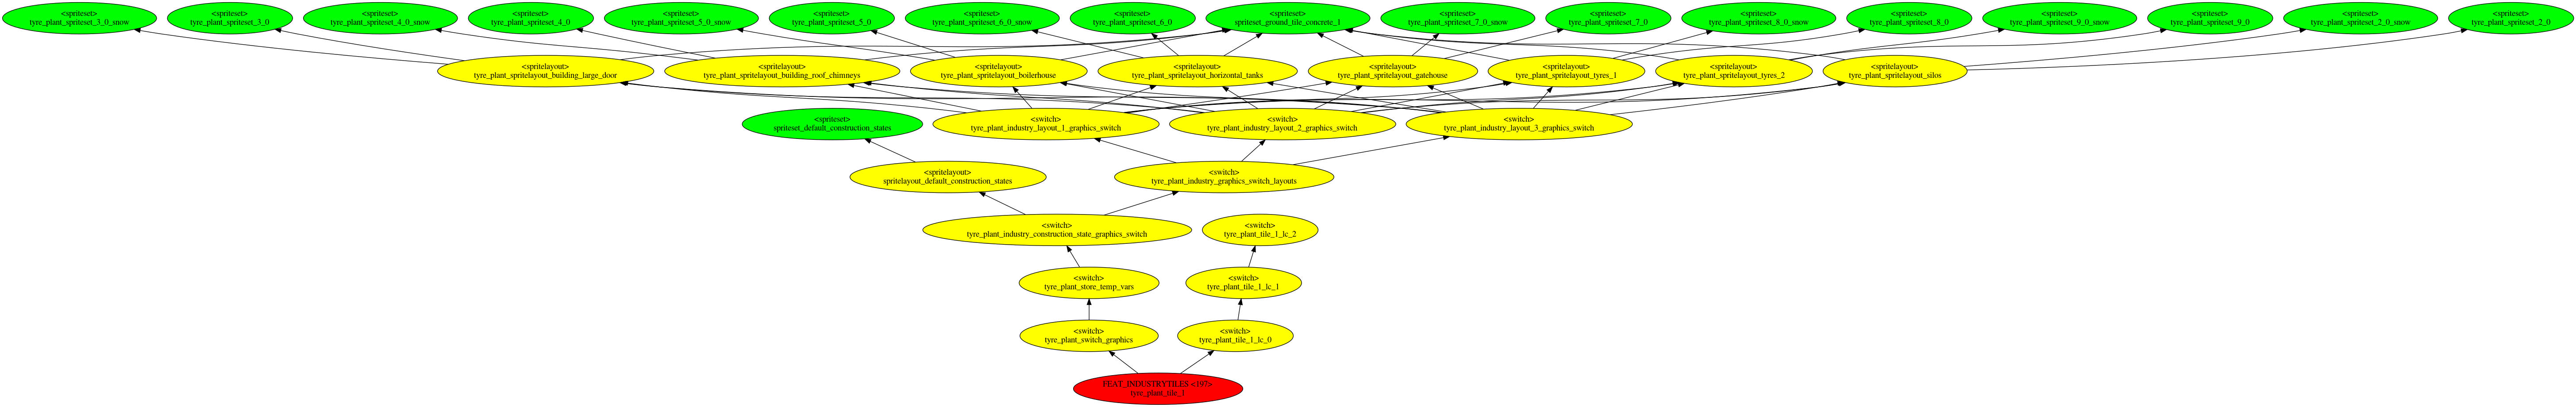 <spriteset>
tyre_plant_spriteset_3_0_snow
<spriteset>
tyre_plant_spriteset_3_0
<spriteset>
tyre_plant_spriteset_4_0_snow
<spriteset>
tyre_plant_spriteset_4_0
<spriteset>
tyre_plant_spriteset_5_0_snow
<spriteset>
tyre_plant_spriteset_5_0
<spriteset>
tyre_plant_spriteset_6_0_snow
<spriteset>
tyre_plant_spriteset_6_0
<spriteset>
spriteset_ground_tile_concrete_1
<spriteset>
tyre_plant_spriteset_7_0_snow
<spriteset>
tyre_plant_spriteset_7_0
<spriteset>
tyre_plant_spriteset_8_0_snow
<spriteset>
tyre_plant_spriteset_8_0
<spriteset>
tyre_plant_spriteset_9_0_snow
<spriteset>
tyre_plant_spriteset_9_0
<spriteset>
tyre_plant_spriteset_2_0_snow
<spriteset>
tyre_plant_spriteset_2_0
<spritelayout>
tyre_plant_spritelayout_building_large_door
<spritelayout>
tyre_plant_spritelayout_building_roof_chimneys
<spritelayout>
tyre_plant_spritelayout_boilerhouse
<spritelayout>
tyre_plant_spritelayout_horizontal_tanks
<spritelayout>
tyre_plant_spritelayout_gatehouse
<spritelayout>
tyre_plant_spritelayout_tyres_1
<spritelayout>
tyre_plant_spritelayout_tyres_2
<spritelayout>
tyre_plant_spritelayout_silos
<spriteset>
spriteset_default_construction_states
<switch>
tyre_plant_industry_layout_1_graphics_switch
<switch>
tyre_plant_industry_layout_2_graphics_switch
<switch>
tyre_plant_industry_layout_3_graphics_switch
<spritelayout>
spritelayout_default_construction_states
<switch>
tyre_plant_industry_graphics_switch_layouts
<switch>
tyre_plant_industry_construction_state_graphics_switch
<switch>
tyre_plant_tile_1_lc_2
<switch>
tyre_plant_store_temp_vars
<switch>
tyre_plant_tile_1_lc_1
<switch>
tyre_plant_switch_graphics
<switch>
tyre_plant_tile_1_lc_0
FEAT_INDUSTRYTILES <197>
tyre_plant_tile_1